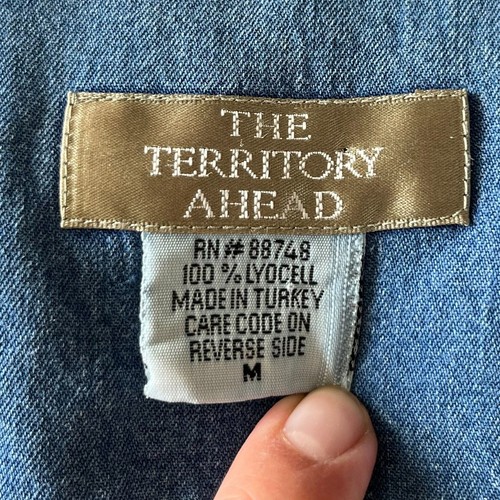 THE
TERRITORY
AHEAD
RN# 88748
100 % LYOCELL
MADE IN TURKEY
CARE CODE ON
REVERSE SIDE
M